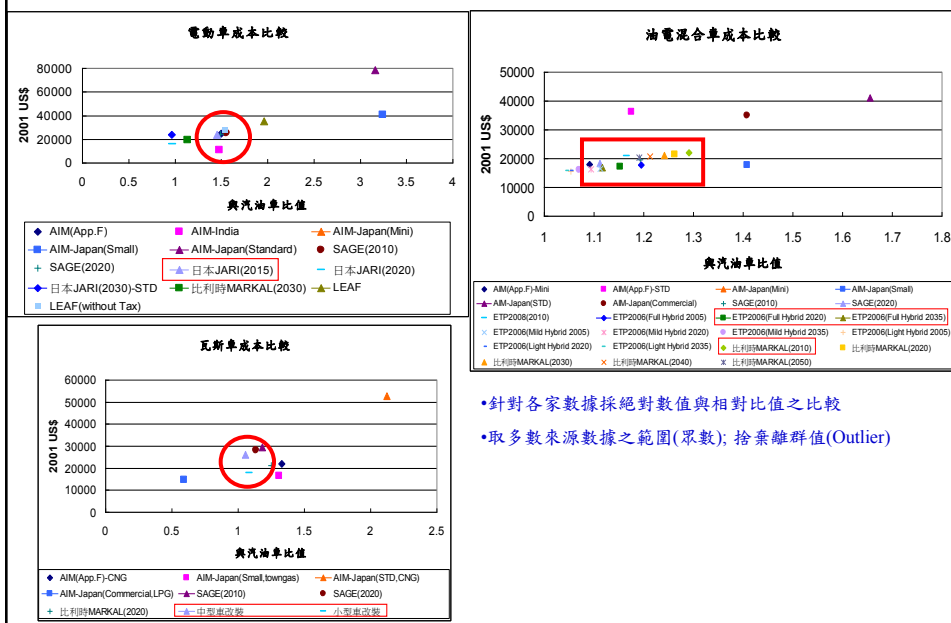 電動車成本比較
2001 US$
80000
60000
40000
20000
0
0 0.5 1 1.5 2 2.5 3 3.5 4
與汽油車比值
AIM(App.F) AIM-India AIM-Japan(Mini)
AIM-Japan(Small) AIM-Japan(Standard) SAGE(2010)
SAGE(2020) 日本JARI(2015) 日本JARI(2020)
日本JARI(2030)-STD 比利時MARKAL(2030) LEAF
LEAF(without Tax)
油電混合車成本比較
2001 US$
50000
40000
30000
20000
10000
0
1 1.1 1.2 1.3 1.4 1.5 1.6 1.7 1.8
與汽油車比值
AIM(App.F)-Mini AIM(App.F)-STD AIM-Japan(Mini) AIM-Japan(Small)
AIM-Japan(STD) AIM-Japan(Commercial) SAGE(2010) SAGE(2020)
ETP2008(2010) ETP2006(Full Hybrid 2005) ETP2006(Full Hybrid 2020) ETP2006(Full Hybrid 2035)
ETP2006(Mild Hybrid 2005) ETP2006(Mild Hybrid 2020) ETP2006(Mild Hybrid 2035) ETP2006(Light Hybrid 2005)
ETP2006(Light Hybrid 2020) ETP2006(Light Hybrid 2035) 比利時MARKAL(2010) 比利時MARKAL(2020)
比利時MARKAL(2030) 比利時MARKAL(2040) 比利時MARKAL(2050)
瓦斯車成本比較
2001 US$
60000
50000
40000
30000
20000
10000
0
0 0.5 1 1.5 2 2.5
與汽油車比值
AIM(App.F)-CNG AIM-Japan(Small,towngas) AIM-Japan(STD,CNG)
AIM-Japan(Commercial,LPG) SAGE(2010) SAGE(2020)
比利時MARKAL(2020) 中型車改裝 小型車改裝
•針對各家數據採絕對數值與相對比值之比較
•取多數來源數據之範圍(眾數); 捨棄離群值(Outlier)